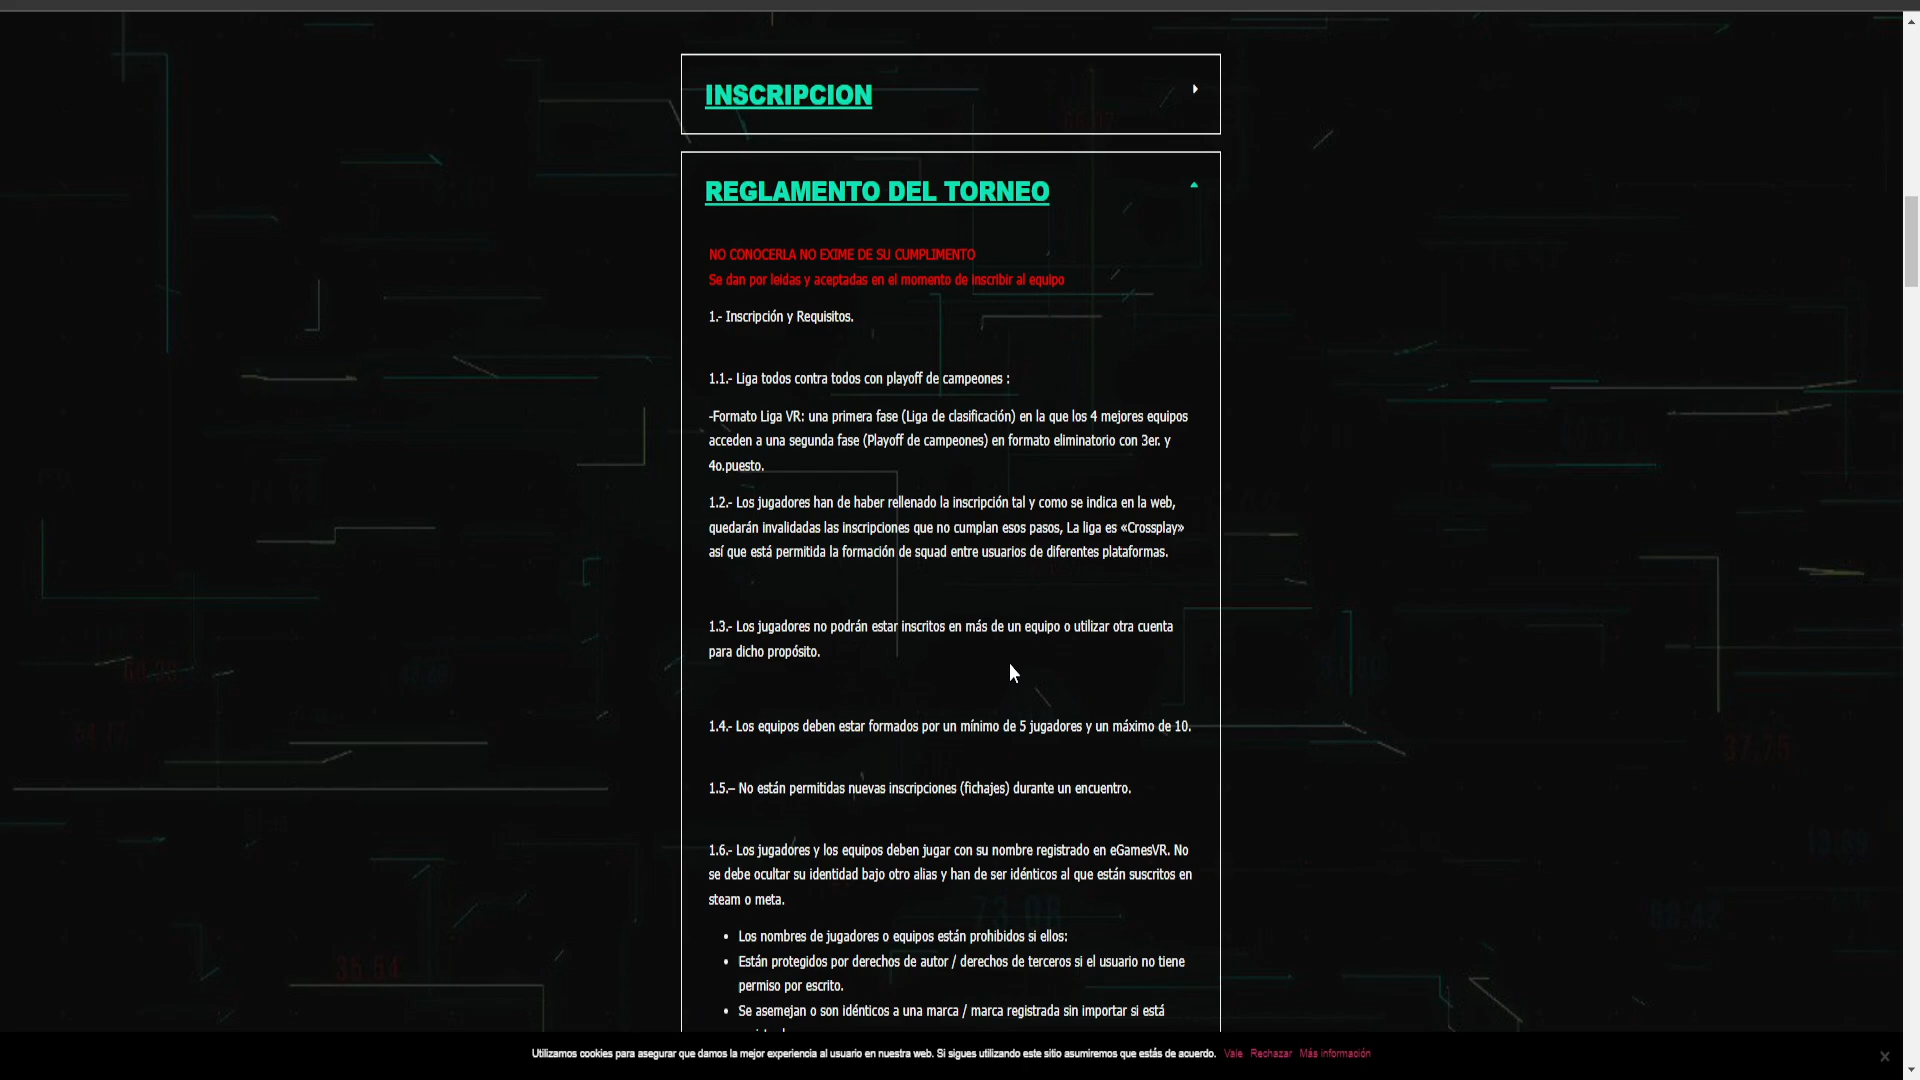 INSCRIPCION
REGLAMENTO DEL TORNEO
NO CONOCERLA NO EXIME DE SU CUMPLIMENTO
Se dan por leidas y aceptadas en el momento de inscribir al equipo
1.- Inscripción y Requisitos.
1.1.- Liga todos contra todos con playoff de campeones :
-Formato Liga VR: una primera fase (Liga de clasificación) en la que los 4 mejores equipos
acceden a una segunda fase (Playoff de campeones) en formato eliminatorio con 3er. y
4o.puesto.
1.2.- Los jugadores han de haber rellenado la inscripción tal y como se indica en la web,
quedarán invalidadas las inscripciones que no cumplan esos pasos, La liga es «Crossplay»
así que está permitida la formación de squad entre usuarios de diferentes plataformas.
1.3.- Los jugadores no podrán estar inscritos en más de un equipo o utilizar otra cuenta
para dicho propósito.
1.4.- Los equipos deben estar formados por un mínimo de 5 jugadores y un máximo de 10.
1.5.– No están permitidas nuevas inscripciones (fichajes) durante un encuentro.
1.6.- Los jugadores y los equipos deben jugar con su nombre registrado en eGamesVR. No
se debe ocultar su identidad bajo otro alias y han de ser idénticos al que están suscritos en
steam o meta.
• Los nombres de jugadores o equipos están prohibidos si ellos:
• Están protegidos por derechos de autor / derechos de terceros si el usuario no tiene
permiso por escrito.
• Se asemejan o son idénticos a una marca / marca registrada sin importar si está
Utilizamos cookies para asegurar que damos la mejor experiencia al usuario en nuestra web. Si sigues utilizando este sitio asumiremos que estás de acuerdo. Vale Rechazar Más información